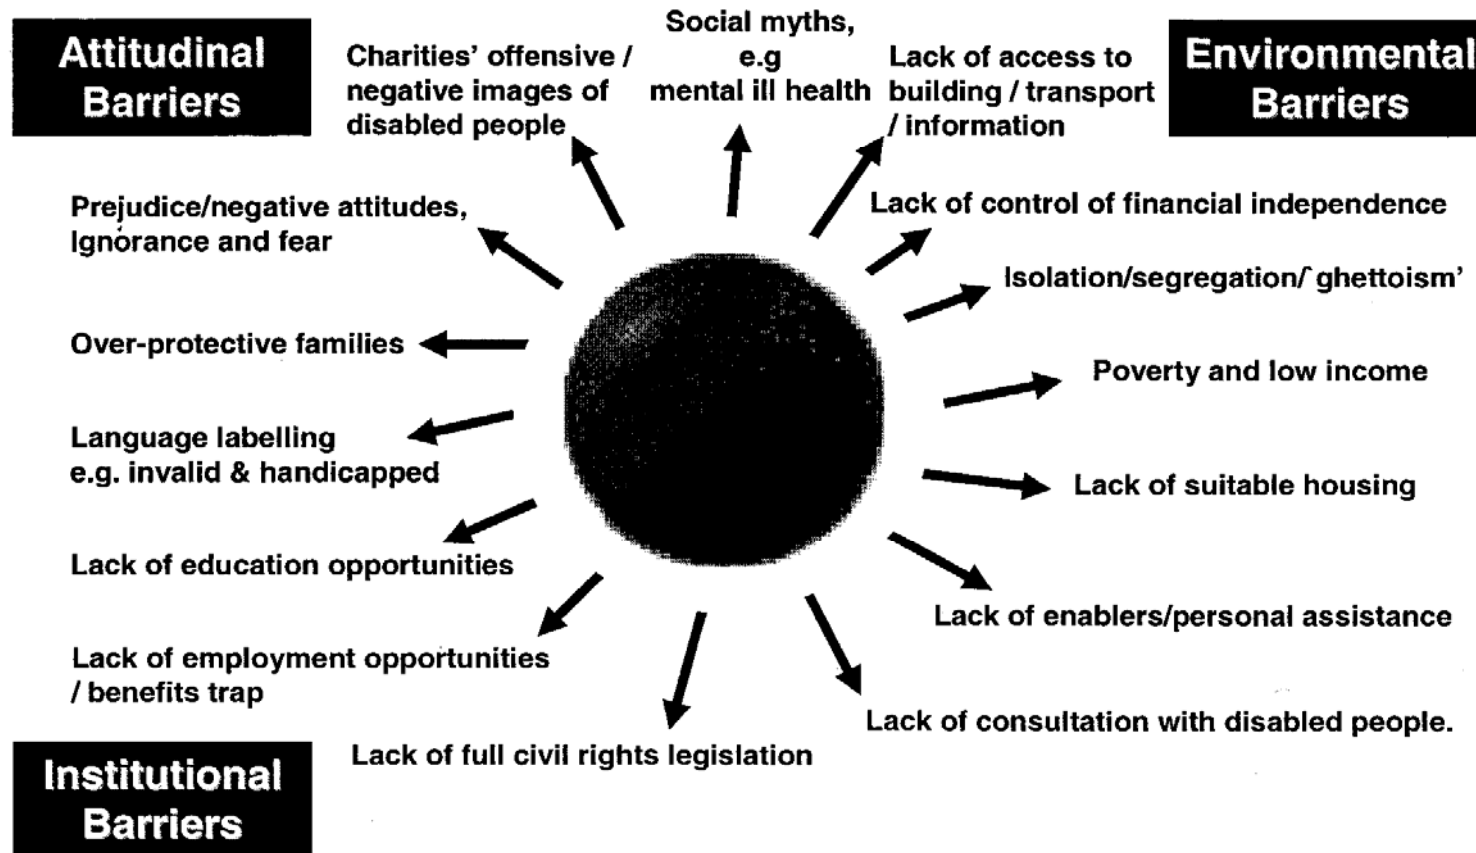 Attitudinal
Barriers
Charities' offensive /
negative images of
disabled people
Social myths,
e.g
mental ill health
Lack of access to
building / transport
/ information
Environmental
Barriers
Prejudice/negative attitudes,
Ignorance and fear
Lack of control of financial independence
Isolation/segregation/`ghettoism'
Over-protective families
Poverty and low income
Language labelling
e.g. invalid & handicapped
Lack of suitable housing
Lack of education opportunities
Lack of enablers/personal assistance
Lack of employment opportunities
/ benefits trap
Lack of consultation with disabled people.
Lack of full civil rights legislation
Institutional
Barriers